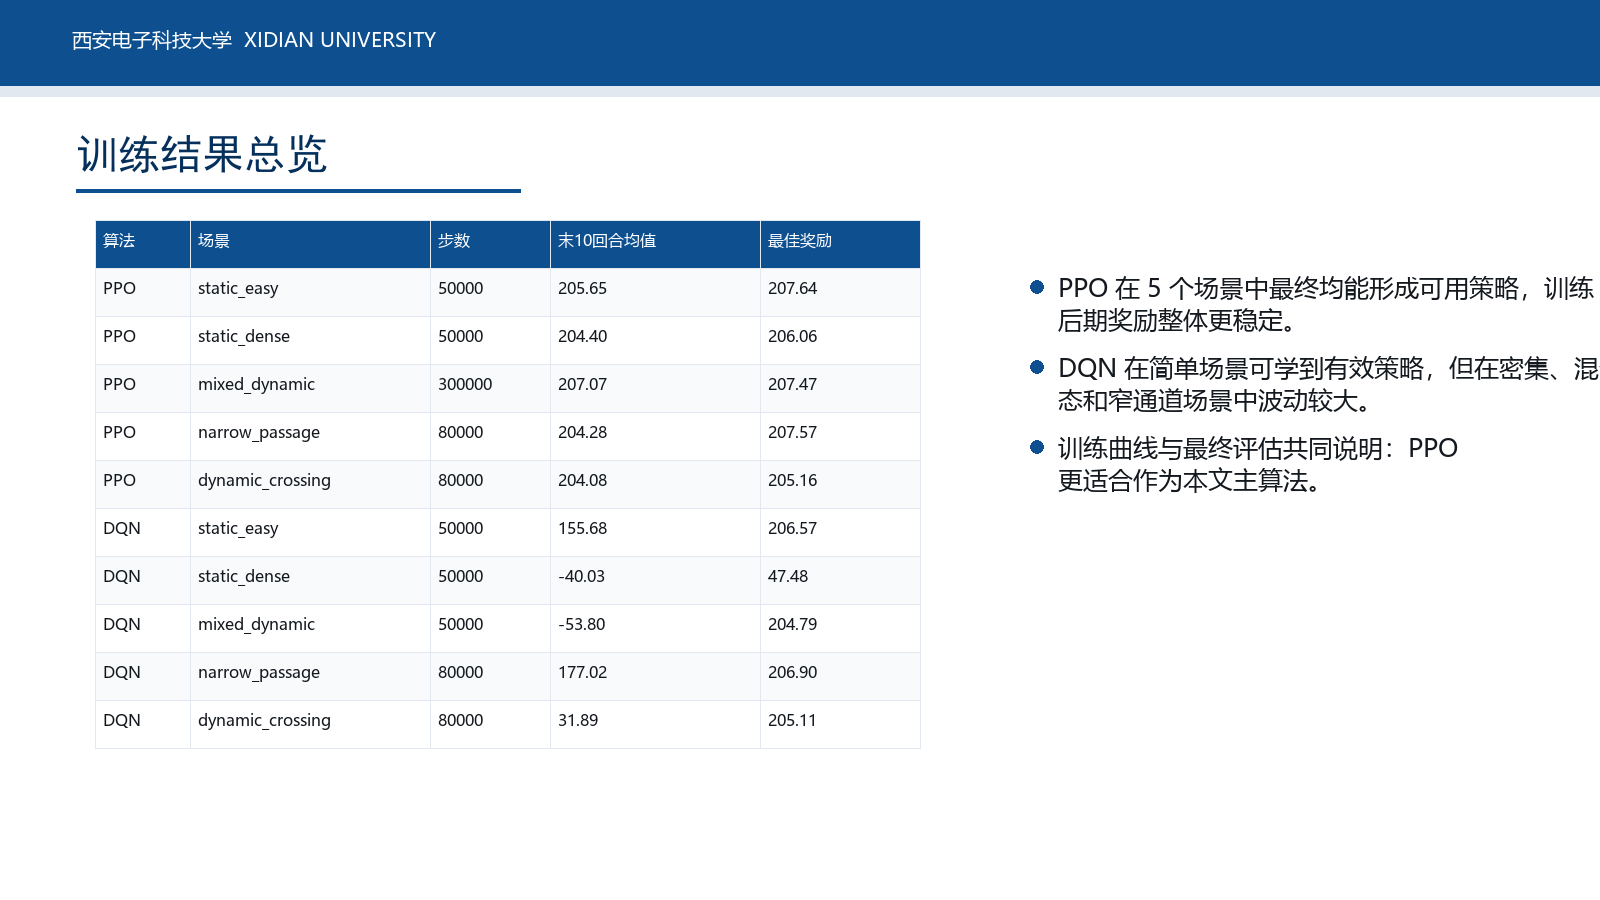 西安电子科技大学 XIDIAN UNIVERSITY
训练结果总览
算法 场景 步数 末10回合均值 最佳奖励
PPO static_easy 50000 205.65 207.64
PPO static_dense 50000 204.40 206.06
PPO mixed_dynamic 300000 207.07 207.47
PPO narrow_passage 80000 204.28 207.57
PPO dynamic_crossing 80000 204.08 205.16
DQN static_easy 50000 155.68 206.57
DQN static_dense 50000 -40.03 47.48
DQN mixed_dynamic 50000 -53.80 204.79
DQN narrow_passage 80000 177.02 206.90
DQN dynamic_crossing 80000 31.89 205.11
PPO 在 5 个场景中最终均能形成可用策略，训练
后期奖励整体更稳定。
DQN 在简单场景可学到有效策略，但在密集、混
态和窄通道场景中波动较大。
训练曲线与最终评估共同说明：PPO
更适合作为本文主算法。